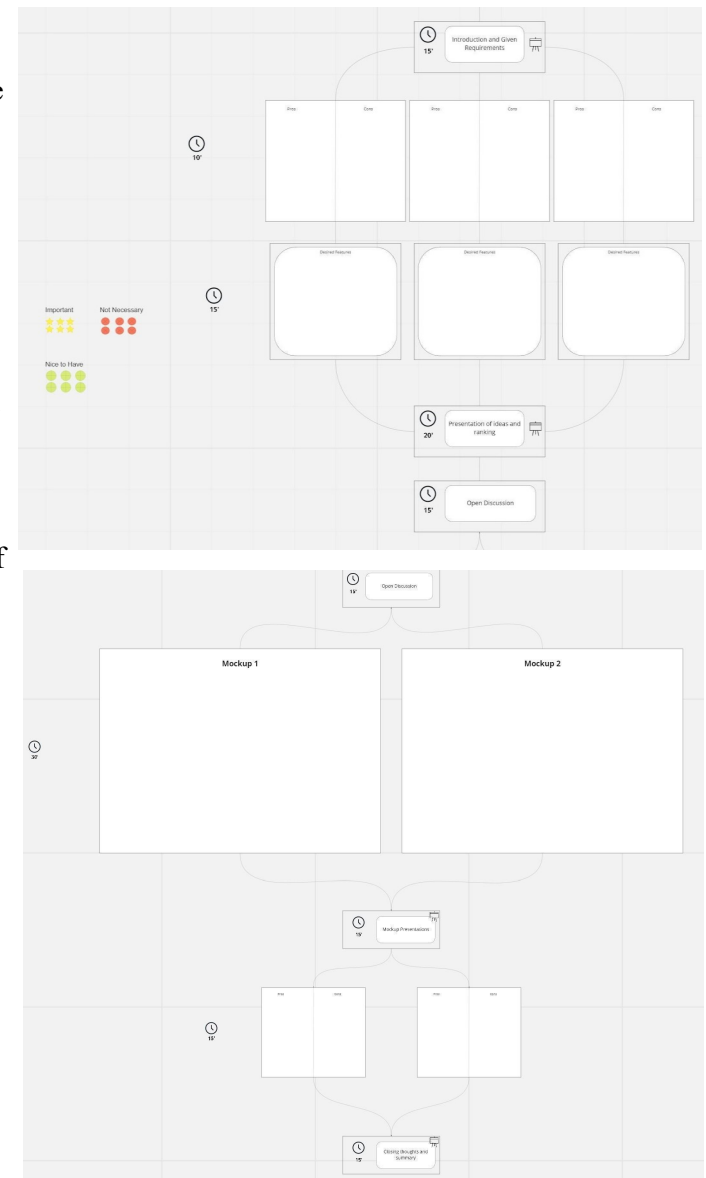 e
15'
Introduction and Given
Requirements
Pros Cons Pros Cons Pros Cons
10'
Desired Features Desired Features Desired Features
15'
Important Not Necessary
Nice to Have
20'
Presentation of ideas and
ranking
15'
Open Discussion
f
15'
Open Discussion
Mockup 1 Mockup 2
30'
15'
Mockup Presentations
Pros Cons Pros Cons
15'
15'
Closing thoughts and
summary